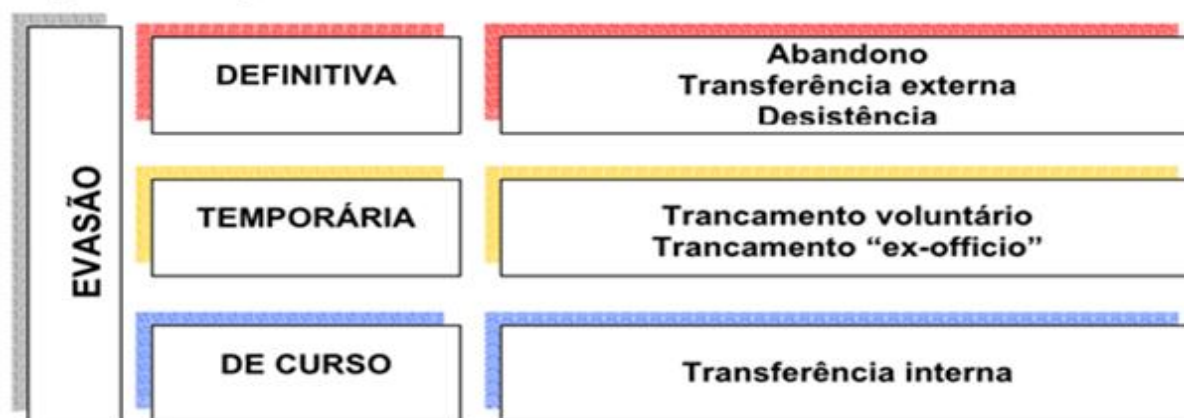 EVASÃO
DEFINITIVA
Abandono
Transferência externa
Desistência
TEMPORÁRIA
Trancamento voluntário
Trancamento “ex-officio”
DE CURSO
Transferência interna